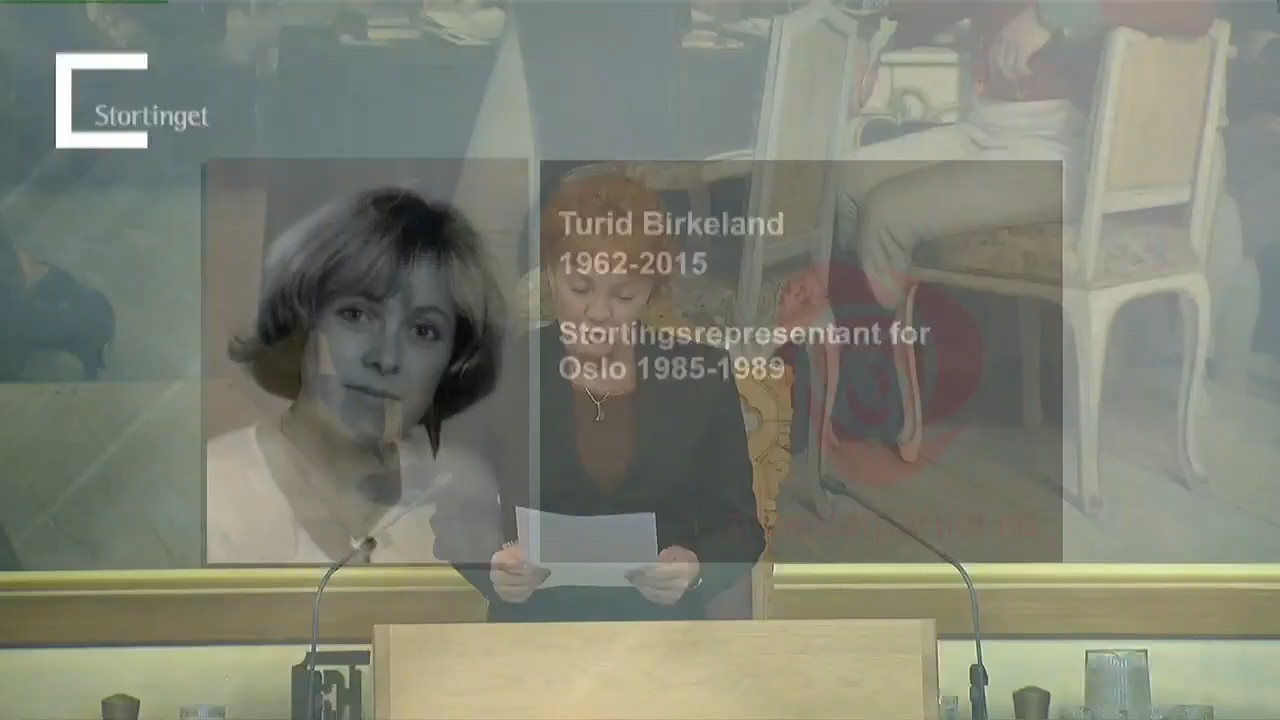 Stortinget
Turid Birkeland
1962-2015
Stortingsrepresentant for
Oslo 1985-1989